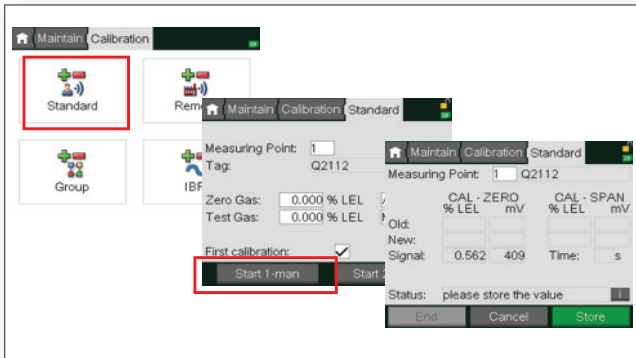 Maintain Calibration
Standard
Group
Maintain Calibration Standard
Measuring Point: 1
Tag: Q2112
Zero Gas: 0.000 % LEL
Test Gas: 0.000 % LEL
First calibration:
Start 1-man Start
Maintain Calibration Standard
Measuring Point 1 Q2112
CAL - ZERO CAL - SPAN
% LEL mV % LEL mV
Old:
New:
Signal: 0.562 409 Time: s
Status: please store the value i
End Cancel Store